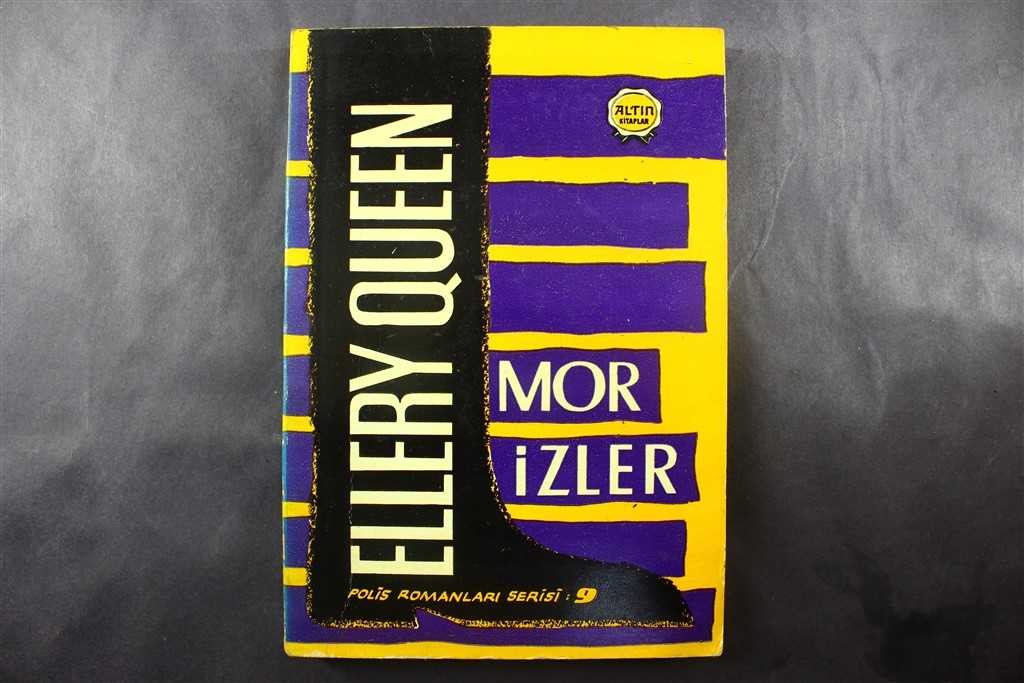 ELLERY QUEEN
ALTIN
KİTAPLAR
MOR
İZLER
POLİS ROMANLARI SERİSİ : 9